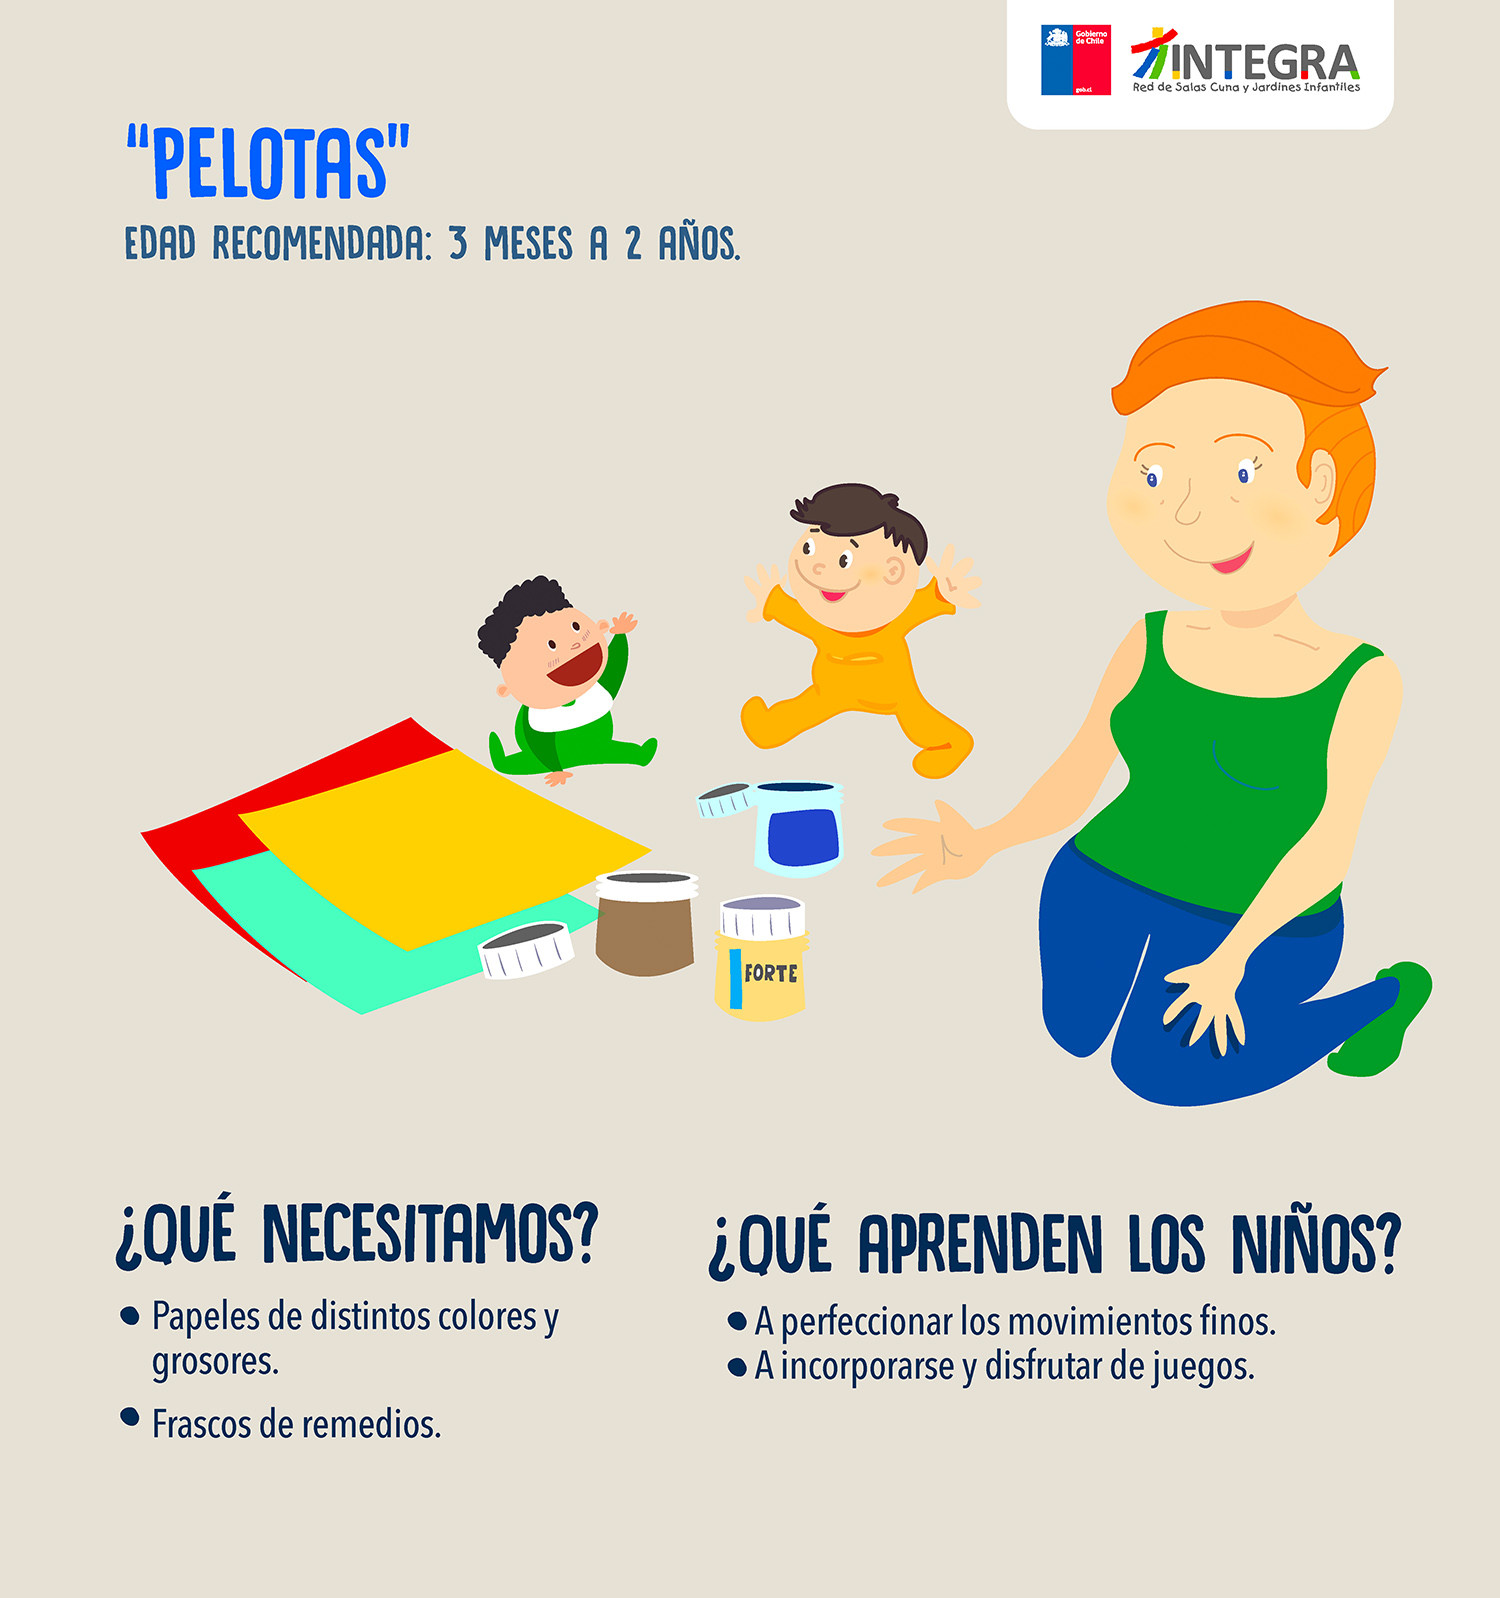 Gobierno
de Chile
gob.cl
INTEGRA
Red de Salas Cuna y Jardines Infantiles
“PELOTAS”
EDAD RECOMENDADA: 3 MESES A 2 AÑOS.
FORTE
¿QUÉ NECESITAMOS?
• Papeles de distintos colores y
grosores.
• Frascos de remedios.
¿QUÉ APRENDEN LOS NIÑOS?
• A perfeccionar los movimientos finos.
• A incorporarse y disfrutar de juegos.